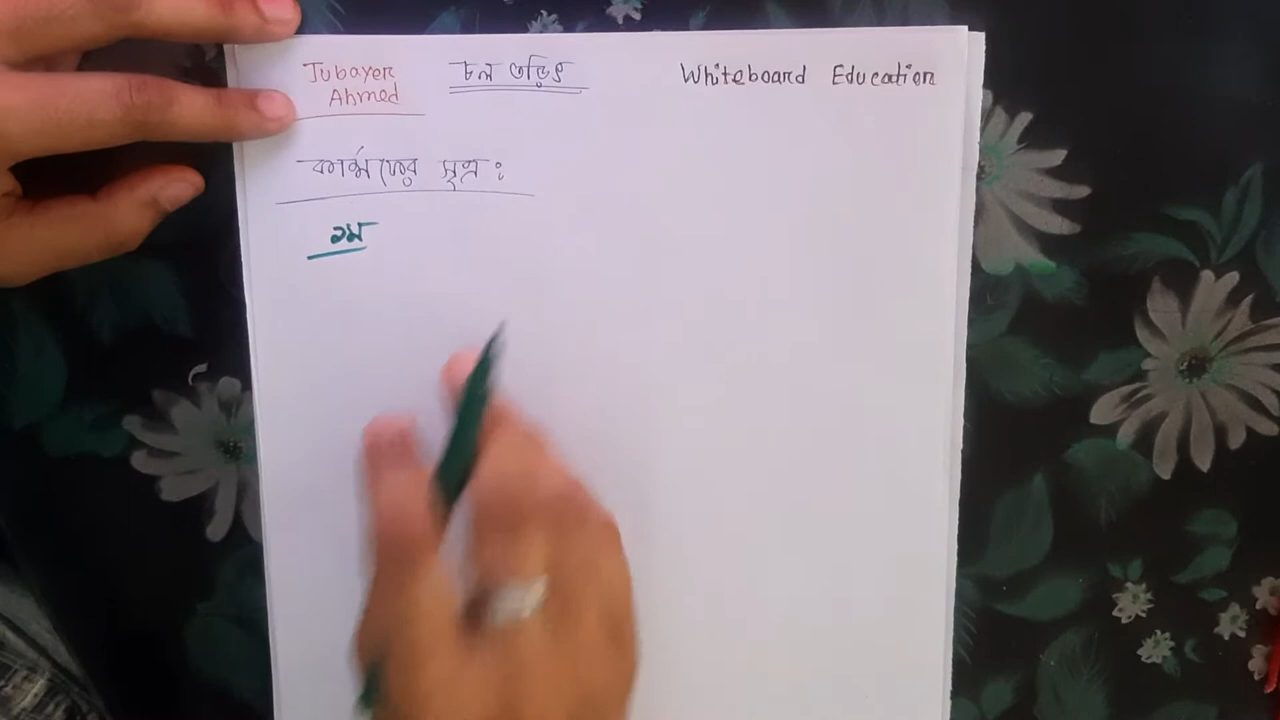 Jubayer
Ahmed
চল তড়িৎ
Whiteboard Education
কার্শফের সূত্র :
১ম